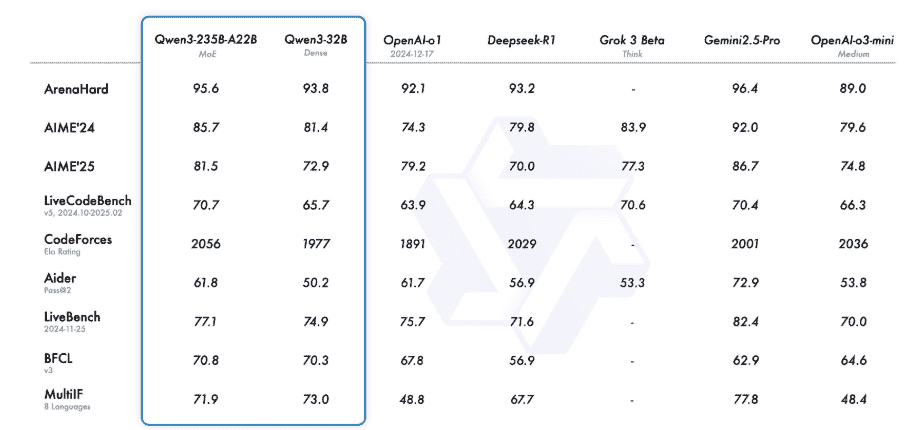 Qwen3-235B-A22B Qwen3-32B OpenAI-o1 Deepseek-R1 Grok 3 Beta Gemini2.5-Pro OpenAI-o3-mini
MoE Dense 2024-12-17 Think Medium
ArenaHard 95.6 93.8 92.1 93.2 - 96.4 89.0
AIME'24 85.7 81.4 74.3 79.8 83.9 92.0 79.6
AIME'25 81.5 72.9 79.2 70.0 77.3 86.7 74.8
LiveCodeBench 70.7 65.7 63.9 64.3 70.6 70.4 66.3
v5, 2024.10-2025.02
CodeForces 2056 1977 1891 2029 - 2001 2036
Elo Rating
Aider 61.8 50.2 61.7 56.9 53.3 72.9 53.8
Pass@2
LiveBench 77.1 74.9 75.7 71.6 - 82.4 70.0
2024-11-25
BFCL 70.8 70.3 67.8 56.9 - 62.9 64.6
v3
MultiIF 71.9 73.0 48.8 67.7 - 77.8 48.4
8 Languages